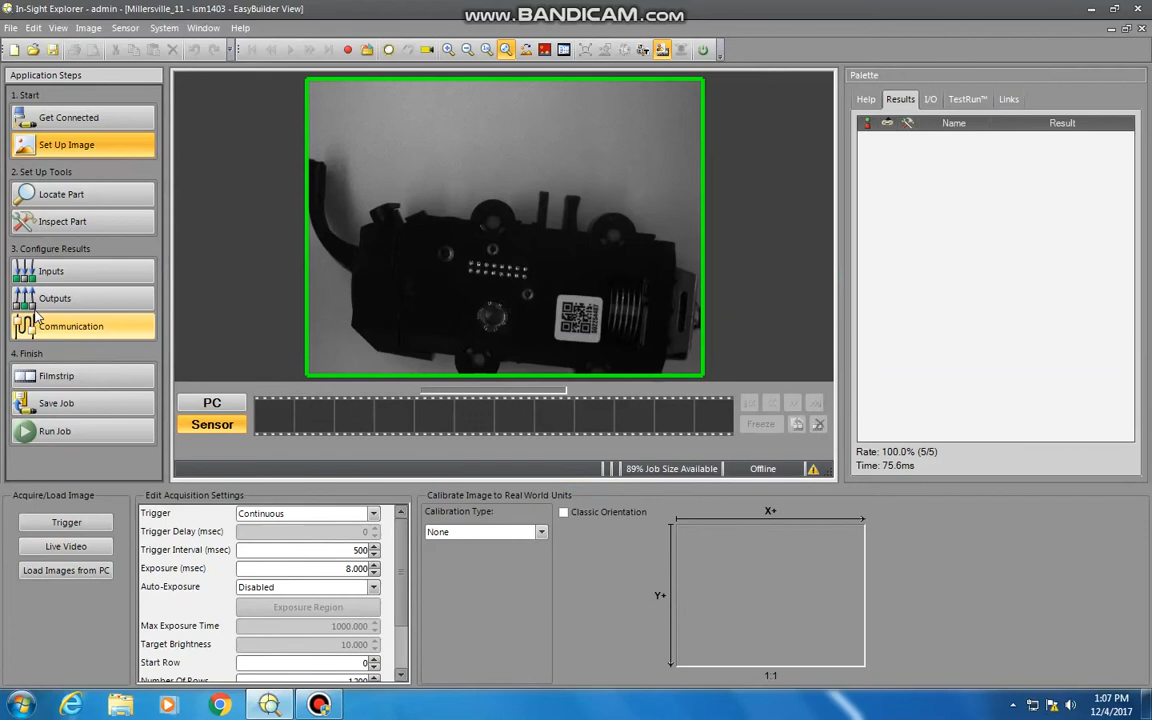 In-Sight Explorer - admin - [Millersville_11 - ism1403 - EasyBuilder View]
www.BANDICAM.com
File Edit View Image Sensor System Window Help
Application Steps
1. Start
Get Connected
Set Up Image
2. Set Up Tools
Locate Part
Inspect Part
3. Configure Results
Inputs
Outputs
Communication
4. Finish
Filmstrip
Save Job
Run Job
PC
Sensor
Freeze
89% Job Size Available
Offline
Palette
Help Results I/O TestRun™ Links
Name Result
Rate: 100.0% (5/5)
Time: 75.6ms
Acquire/Load Image
Trigger
Live Video
Load Images from PC
Edit Acquisition Settings
Trigger Continuous
Trigger Delay (msec) 0
Trigger Interval (msec) 500
Exposure (msec) 8.000
Auto-Exposure Disabled
Exposure Region
Max Exposure Time 1000.000
Target Brightness 10.000
Start Row 0
Number Of Rows 1200
Calibrate Image to Real World Units
Calibration Type:
None
Classic Orientation
X+
Y+
1:1
1:07 PM
12/4/2017